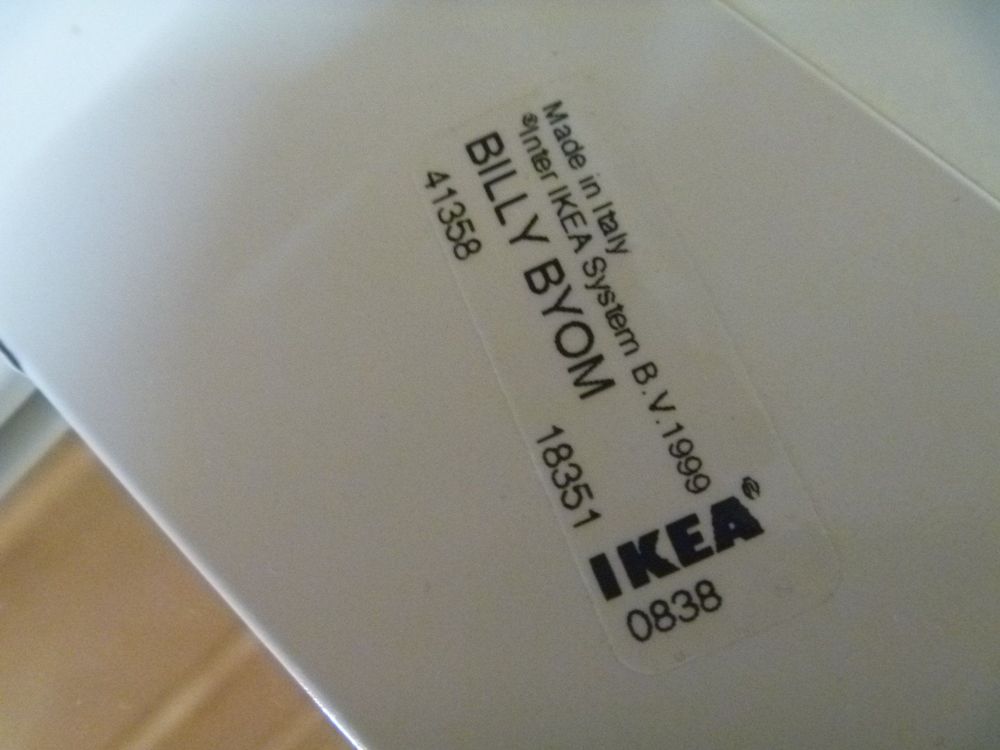 Made in Italy
©Inter IKEA System B.V.1999
BILLY BYOM
41358 18351
IKEA®
0838